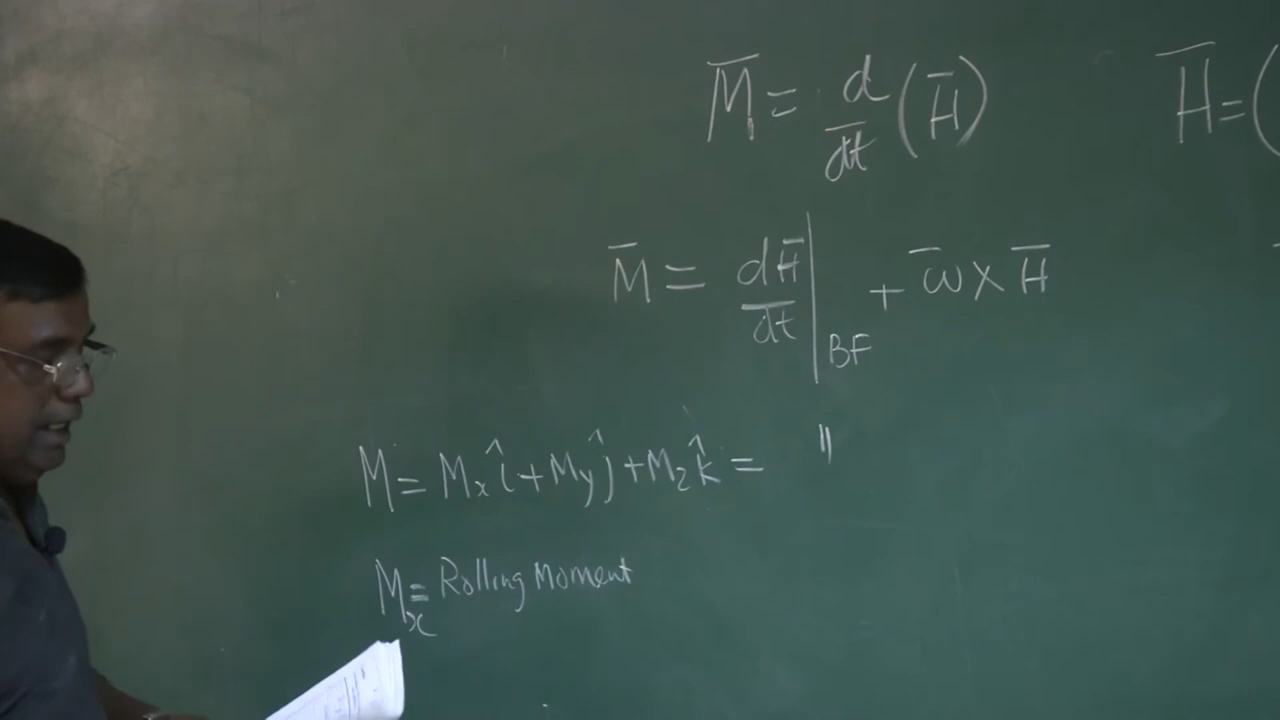 M̅ = d/dt (H̅)   H̅ = (
M̅ = dH̅/dt |BF + ω̅ × H̅
M = Mx î + My ĵ + Mz k̂ = "
Mx = Rolling Moment